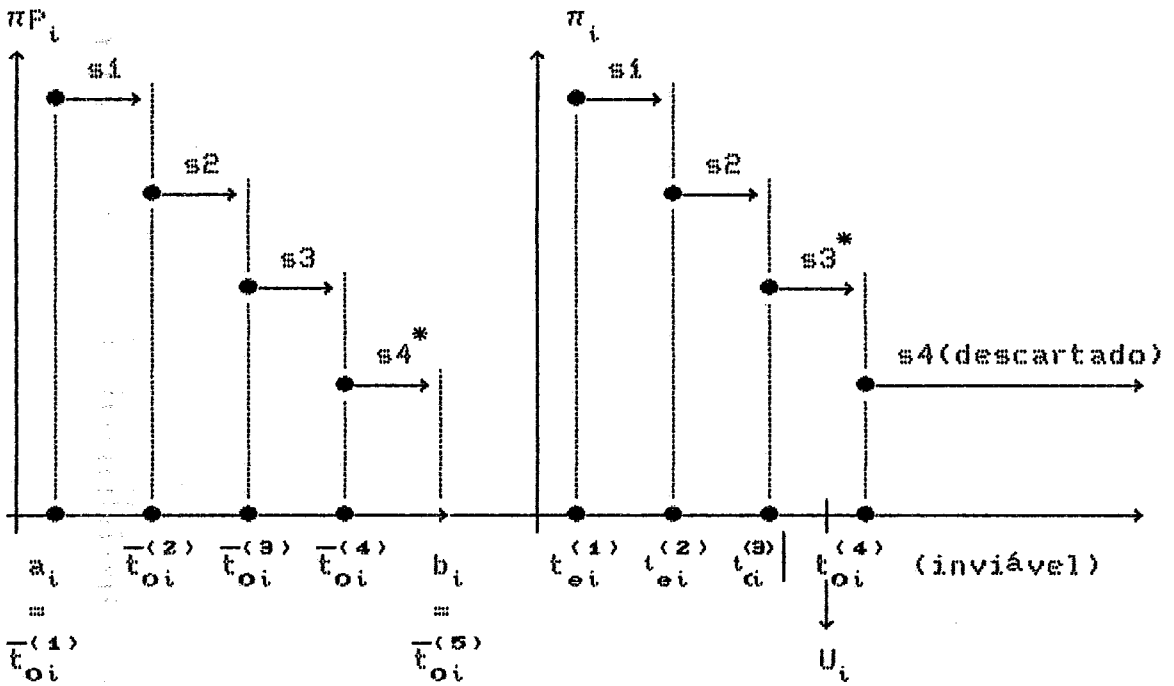 πP_i π_i
s1 s1
s2 s2
s3 s3*
s4* s4(descartado)
a_i t̄_oi^(2) t̄_oi^(3) t̄_oi^(4) b_i t_ei^(1) t_ei^(2) t_oi^(4) (inviável)
= =
t̄_oi^(1) t̄_oi^(5) U_i